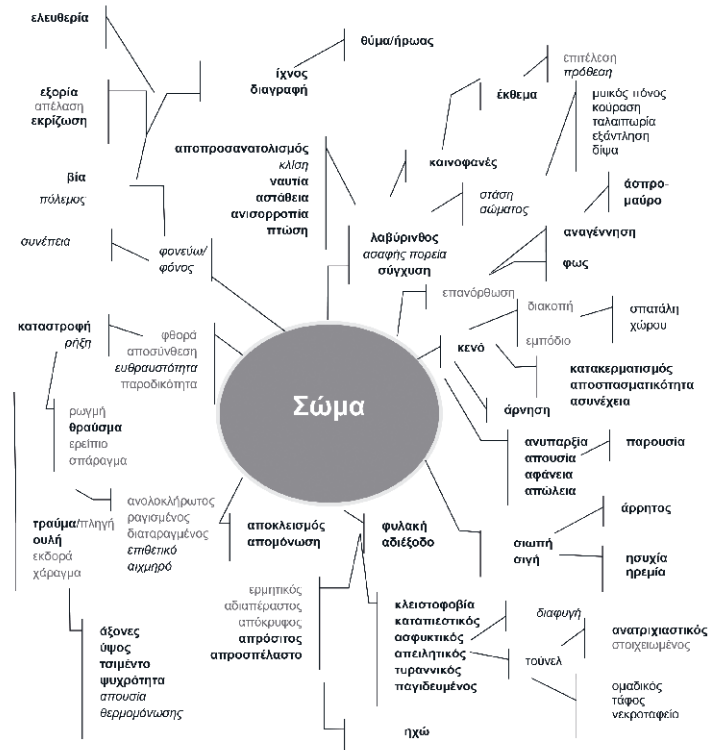 ελευθερία
θύμα/ήρωας
ίχνος
διαγραφή
εξορία
απέλαση
εκρίζωση
βία
πόλεμος
συνέπεια
φονεύω/
φόνος
αποπροσανατολισμός
κλίση
ναυτία
αστάθεια
ανισορροπία
πτώση
λαβύρινθος
ασαφής πορεία
σύγχυση
καινοφανές
έκθεμα
επιτέλεση
πρόθεση
μυικός πόνος
κούραση
ταλαιπωρία
εξάντληση
δίψα
στάση
σώματος
άσπρο-
μαύρο
αναγέννηση
φως
επανόρθωση
διακοπή
εμπόδιο
σπατάλη
χώρου
κενό
κατακερματισμός
αποσπασματικότητα
ασυνέχεια
άρνηση
ανυπαρξία
απουσία
αφάνεια
απώλεια
παρουσία
καταστροφή
ρήξη
φθορά
αποσύνθεση
ευθραυστότητα
παροδικότητα
Σώμα
ρωγμή
θραύσμα
ερείπιο
σπάραγμα
τραύμα/πληγή
ουλή
εκδορά
χάραγμα
ανολοκλήρωτος
ραγισμένος
διαταραγμένος
επιθετικό
αιχμηρό
αποκλεισμός
απομόνωση
φυλακή
αδιέξοδο
σιωπή
σιγή
άρρητος
ησυχία
ηρεμία
ερμητικός
αδιαπέραστος
απόκρυφος
απρόσιτος
απροσπέλαστο
κλειστοφοβία
καταπιεστικός
ασφυκτικός
απειλητικός
τυραννικός
παγιδευμένος
διαφυγή
τούνελ
ανατριχιαστικός
στοιχειωμένος
ομαδικός
τάφος
νεκροταφείο
άξονες
ύψος
τσιμέντο
ψυχρότητα
απουσία
θερμομόνωσης
ηχώ